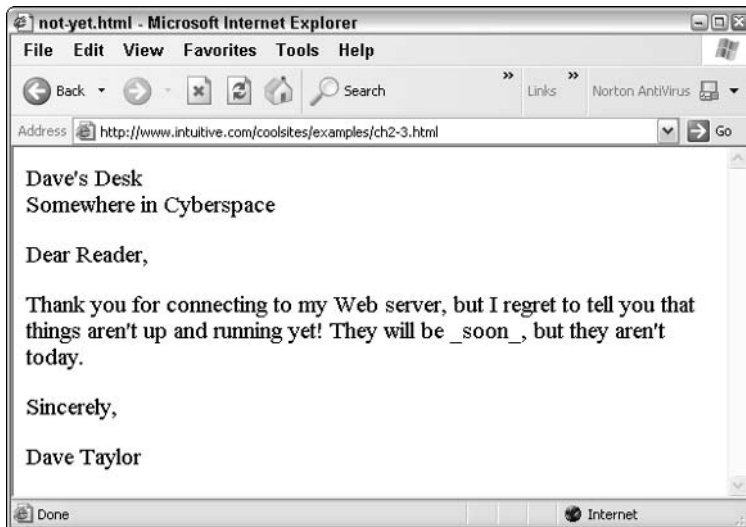 not-yet.html - Microsoft Internet Explorer
File Edit View Favorites Tools Help
Back Search » Links » Norton AntiVirus
Address http://www.intuitive.com/coolsites/examples/ch2-3.html Go
Dave's Desk
Somewhere in Cyberspace
Dear Reader,
Thank you for connecting to my Web server, but I regret to tell you that
things aren't up and running yet! They will be _soon_, but they aren't
today.
Sincerely,
Dave Taylor
Done Internet